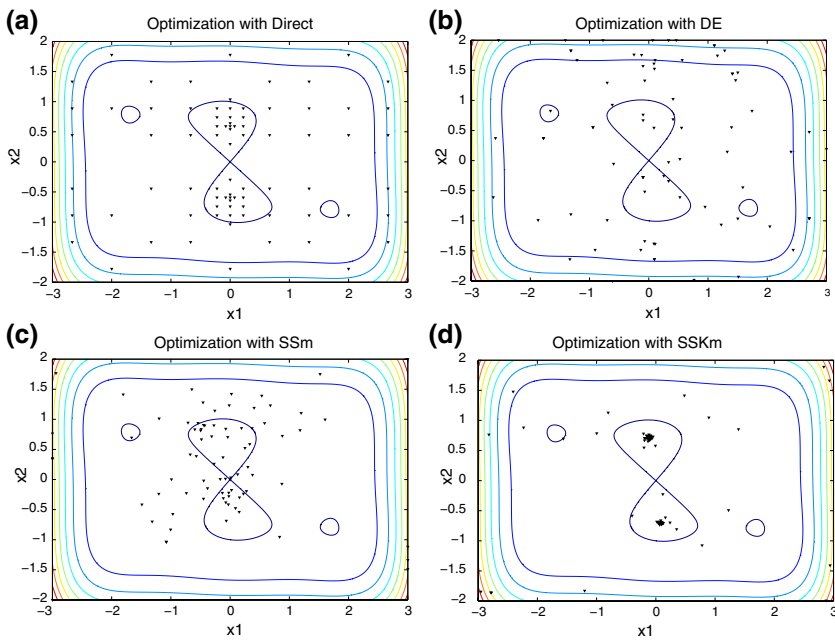 (a)
Optimization with Direct
2
1.5
1
0.5
0
−0.5
−1
−1.5
−2
x2
−3 −2 −1 0 1 2 3
x1
(b)
Optimization with DE
2
1.5
1
0.5
0
−0.5
−1
−1.5
−2
x2
−3 −2 −1 0 1 2 3
x1
(c)
Optimization with SSm
2
1.5
1
0.5
0
−0.5
−1
−1.5
−2
x2
−3 −2 −1 0 1 2 3
x1
(d)
Optimization with SSKm
2
1.5
1
0.5
0
−0.5
−1
−1.5
−2
x2
−3 −2 −1 0 1 2 3
x1